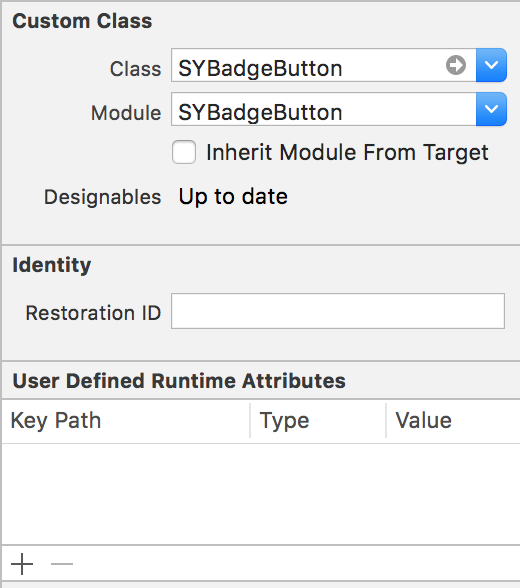 Custom Class
Class SYBadgeButton
Module SYBadgeButton
Inherit Module From Target
Designables Up to date
Identity
Restoration ID
User Defined Runtime Attributes
Key Path Type Value